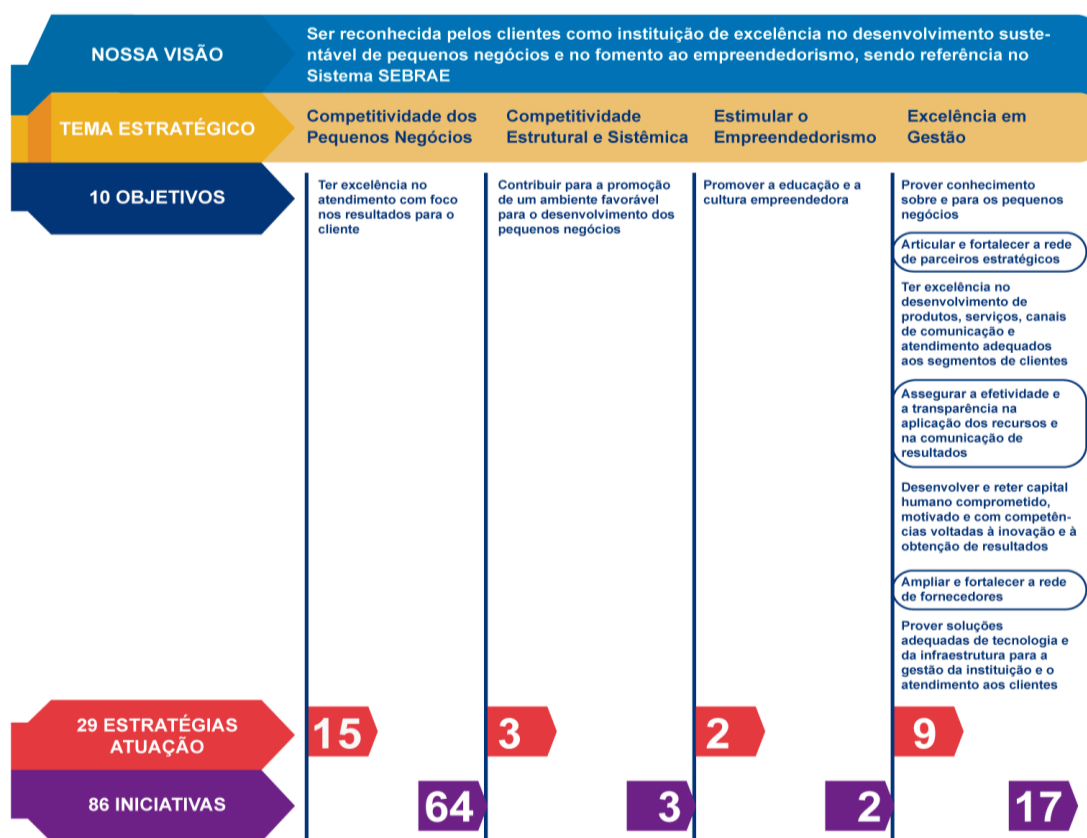 NOSSA VISÃO
Ser reconhecida pelos clientes como instituição de excelência no desenvolvimento suste-
ntável de pequenos negócios e no fomento ao empreendedorismo, sendo referência no
Sistema SEBRAE
TEMA ESTRATÉGICO
Competitividade dos
Pequenos Negócios
Competitividade
Estrutural e Sistêmica
Estimular o
Empreendedorismo
Excelência em
Gestão
10 OBJETIVOS
Ter excelência no
atendimento com foco
nos resultados para o
cliente
Contribuir para a promoção
de um ambiente favorável
para o desenvolvimento dos
pequenos negócios
Promover a educação e a
cultura empreendedora
Prover conhecimento
sobre e para os pequenos
negócios
Articular e fortalecer a rede
de parceiros estratégicos
Ter excelência no
desenvolvimento de
produtos, serviços, canais
de comunicação e
atendimento adequados
aos segmentos de clientes
Assegurar a efetividade e
a transparência na
aplicação dos recursos e
na comunicação de
resultados
Desenvolver e reter capital
humano comprometido,
motivado e com competên-
cias voltadas à inovação e à
obtenção de resultados
Ampliar e fortalecer a rede
de fornecedores
Prover soluções
adequadas de tecnologia e
da infraestrutura para a
gestão da instituição e o
atendimento aos clientes
29 ESTRATÉGIAS
ATUAÇÃO
15
3
2
9
86 INICIATIVAS
64
3
2
17